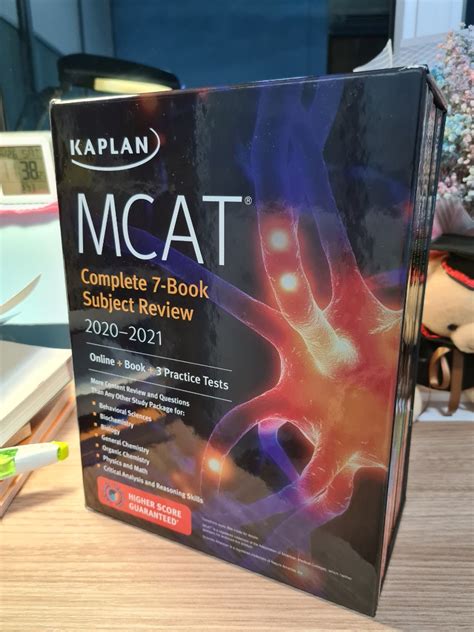 KAPLAN
MCAT®
Complete 7-Book
Subject Review
2020–2021
Online + Book + 3 Practice Tests
More Content Review and Questions
Than Any Other Study Package for:
• Behavioral Sciences
• Biochemistry
• Biology
• General Chemistry
• Organic Chemistry
• Physics and Math
• Critical Analysis and Reasoning Skills
HIGHER SCORE
GUARANTEED*
38